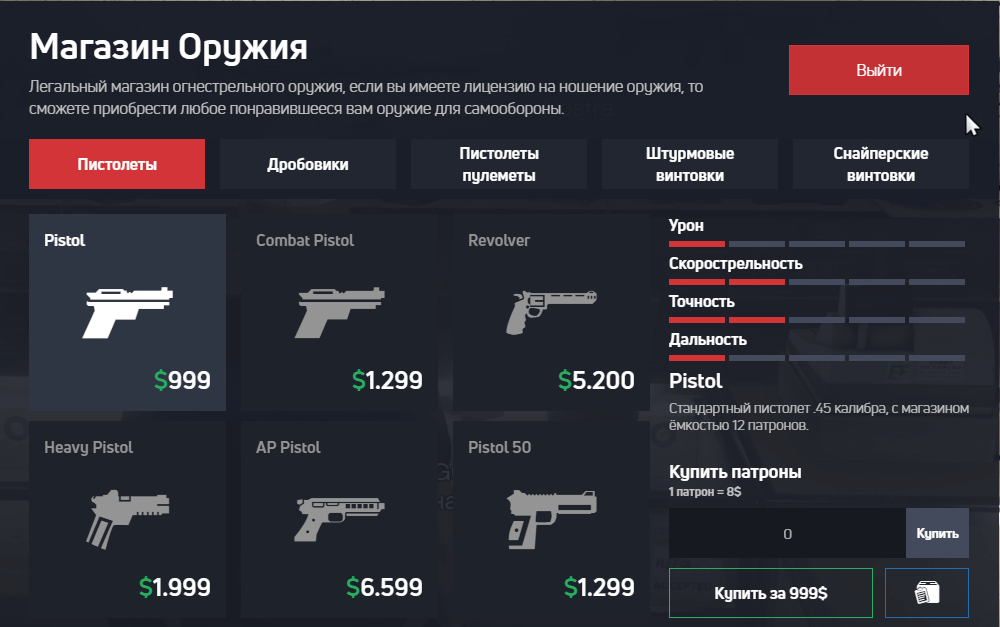 Магазин Оружия
Легальный магазин огнестрельного оружия, если вы имеете лицензию на ношение оружия, то
сможете приобрести любое понравившееся вам оружие для самообороны.
Выйти
Пистолеты
Дробовики
Пистолеты
пулеметы
Штурмовые
винтовки
Снайперские
винтовки
Pistol
$999
Combat Pistol
$1.299
Revolver
$5.200
Heavy Pistol
$1.999
AP Pistol
$6.599
Pistol 50
$1.299
Урон
Скорострельность
Точность
Дальность
Pistol
Стандартный пистолет .45 калибра, с магазином
ёмкостью 12 патронов.
Купить патроны
1 патрон = 8$
0
Купить
Купить за 999$